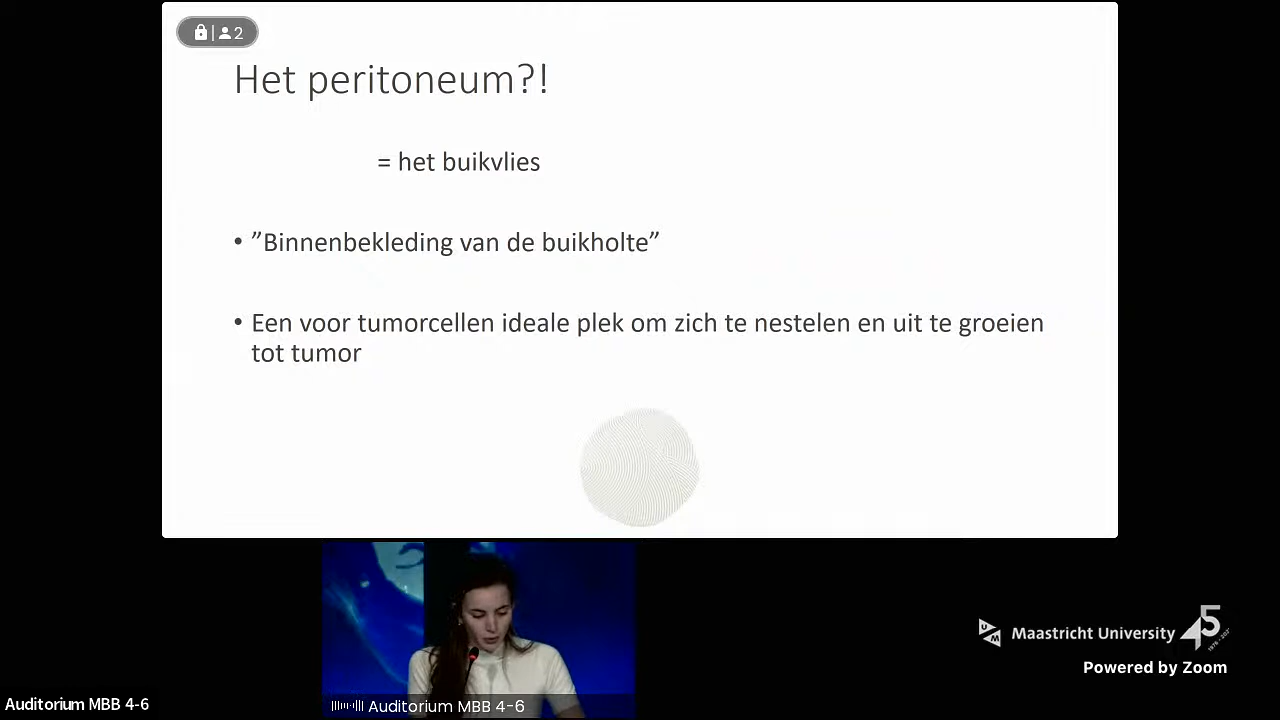 2
Het peritoneum?!
= het buikvlies
• ”Binnenbekleding van de buikholte”
• Een voor tumorcellen ideale plek om zich te nestelen en uit te groeien
tot tumor
Maastricht University 45
Powered by Zoom
Auditorium MBB 4-6
Auditorium MBB 4-6